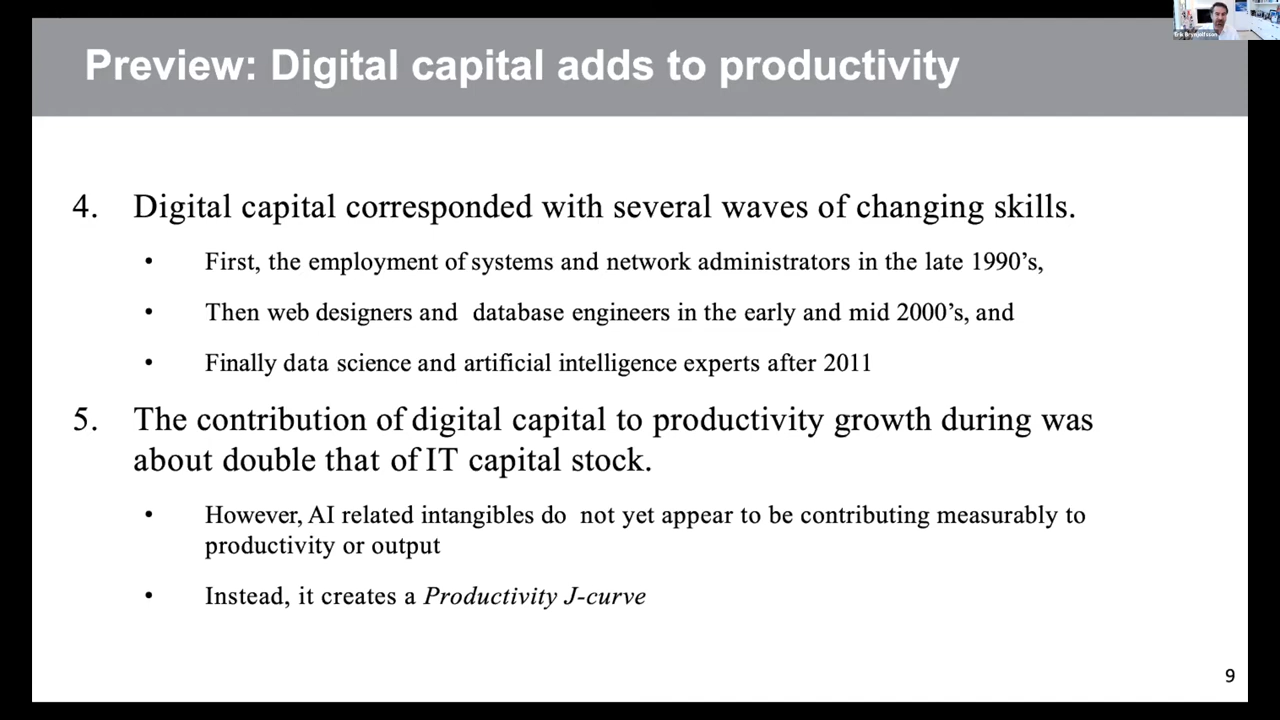 Erik Brynjolfsson
Preview: Digital capital adds to productivity
4. Digital capital corresponded with several waves of changing skills.
• First, the employment of systems and network administrators in the late 1990’s,
• Then web designers and database engineers in the early and mid 2000’s, and
• Finally data science and artificial intelligence experts after 2011
5. The contribution of digital capital to productivity growth during was
about double that of IT capital stock.
• However, AI related intangibles do not yet appear to be contributing measurably to
productivity or output
• Instead, it creates a Productivity J-curve
9